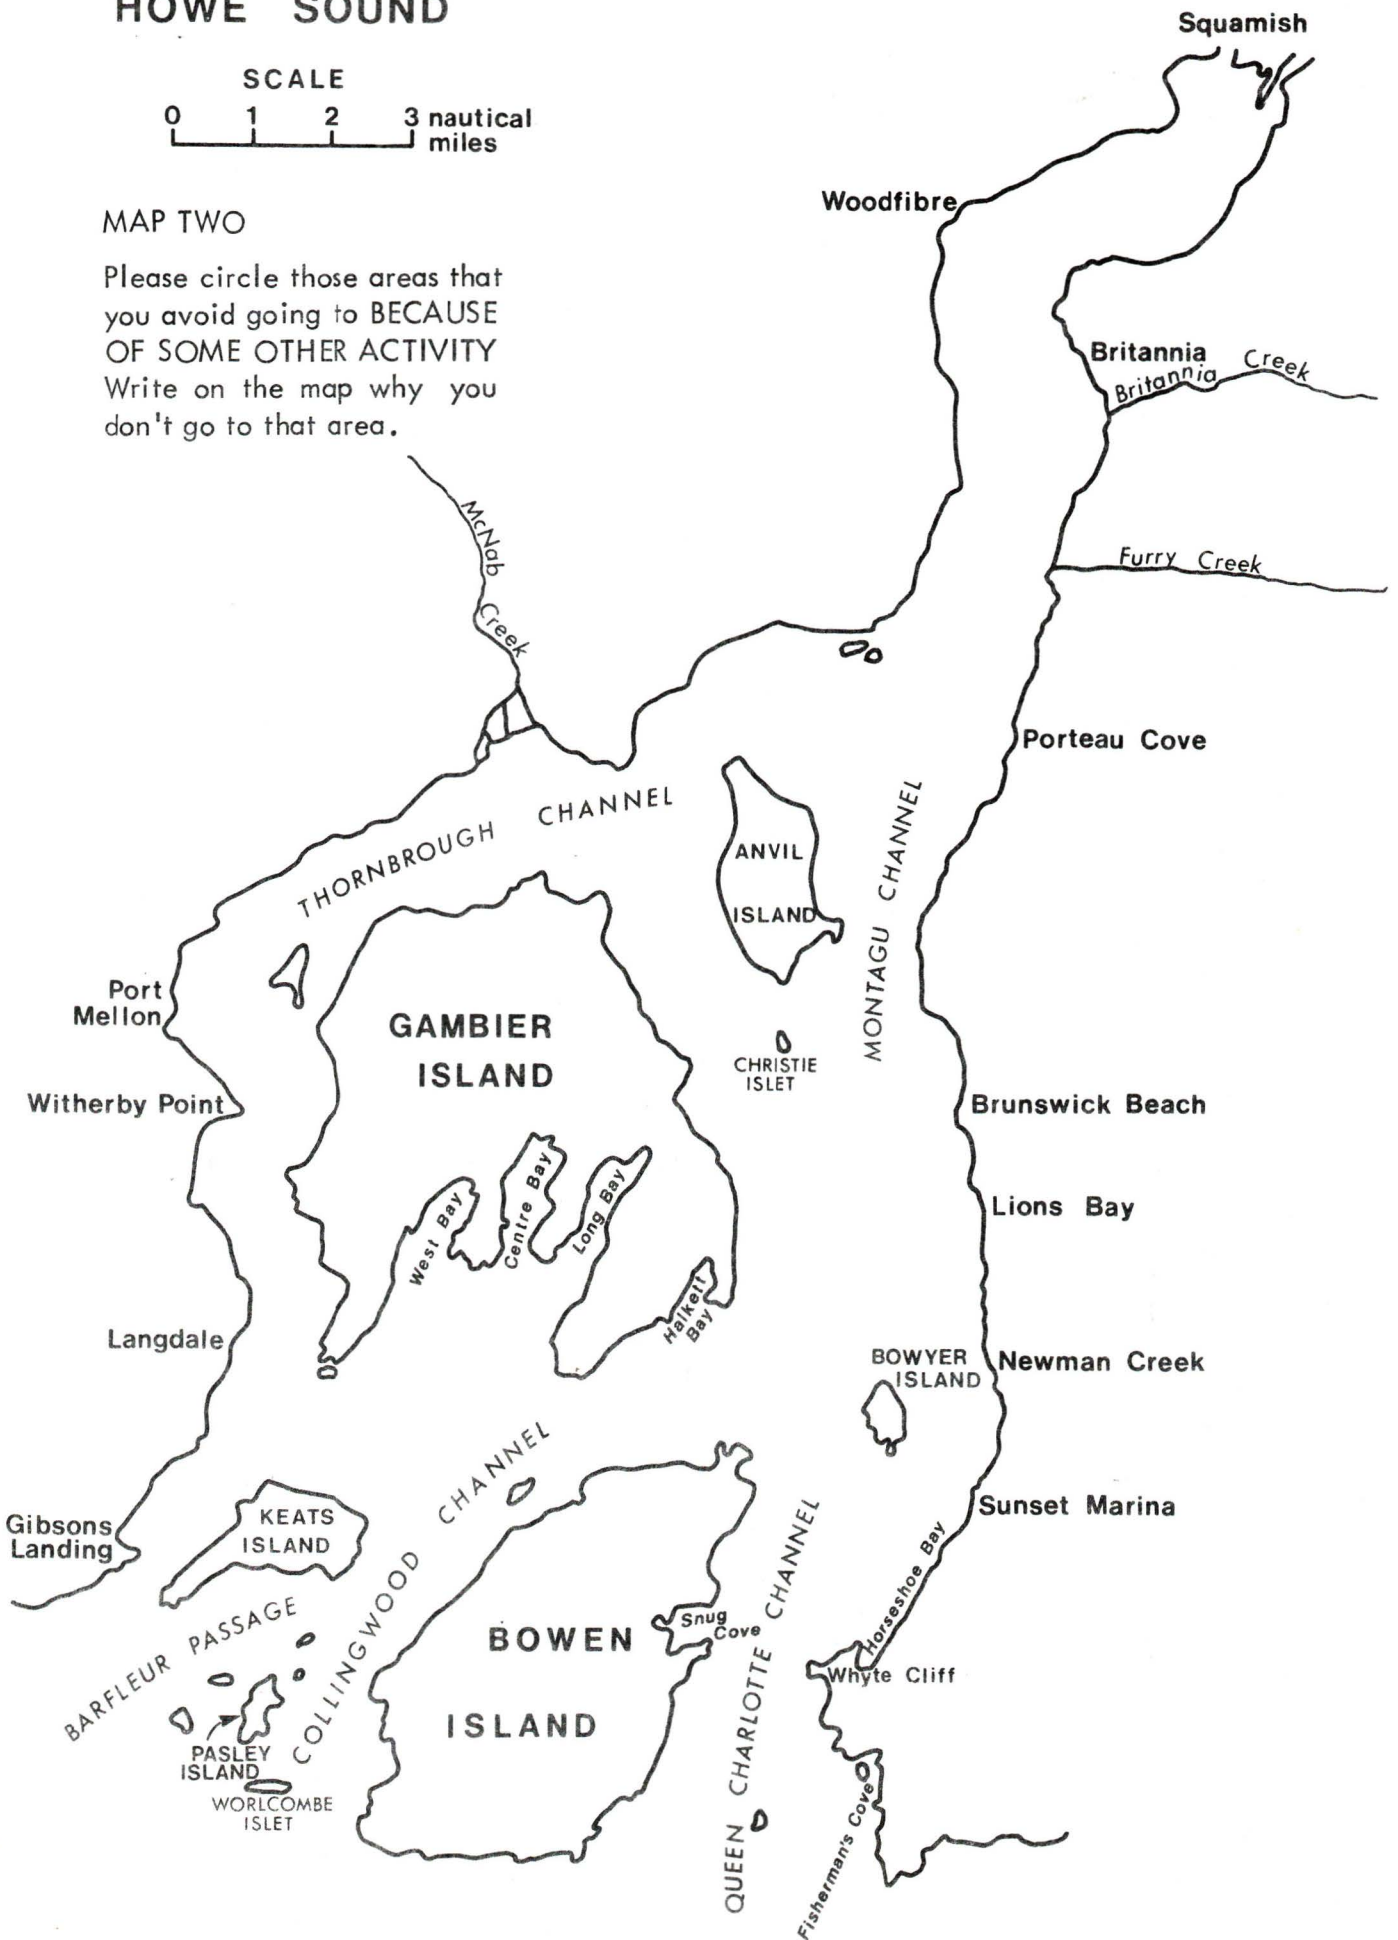 HOWE SOUND
SCALE
0 1 2 3 nautical
miles
MAP TWO
Please circle those areas that
you avoid going to BECAUSE
OF SOME OTHER ACTIVITY
Write on the map why you
don't go to that area.
Squamish
Woodfibre
Britannia
Britannia Creek
McNab Creek
Furry Creek
Porteau Cove
THORNBROUGH CHANNEL
ANVIL
ISLAND
MONTAGU CHANNEL
Port
Mellon
GAMBIER
ISLAND
CHRISTIE
ISLET
Witherby Point
Brunswick Beach
West Bay
Centre Bay
Long Bay
Lions Bay
Halkett
Bay
Langdale
BOWYER
ISLAND
Newman Creek
COLLINGWOOD CHANNEL
KEATS
ISLAND
Gibsons
Landing
Sunset Marina
Horseshoe Bay
BARFLEUR PASSAGE
Snug
Cove
BOWEN
ISLAND
QUEEN CHARLOTTE CHANNEL
Whyte Cliff
PASLEY
ISLAND
WORLCOMBE
ISLET
Fisherman's Cove